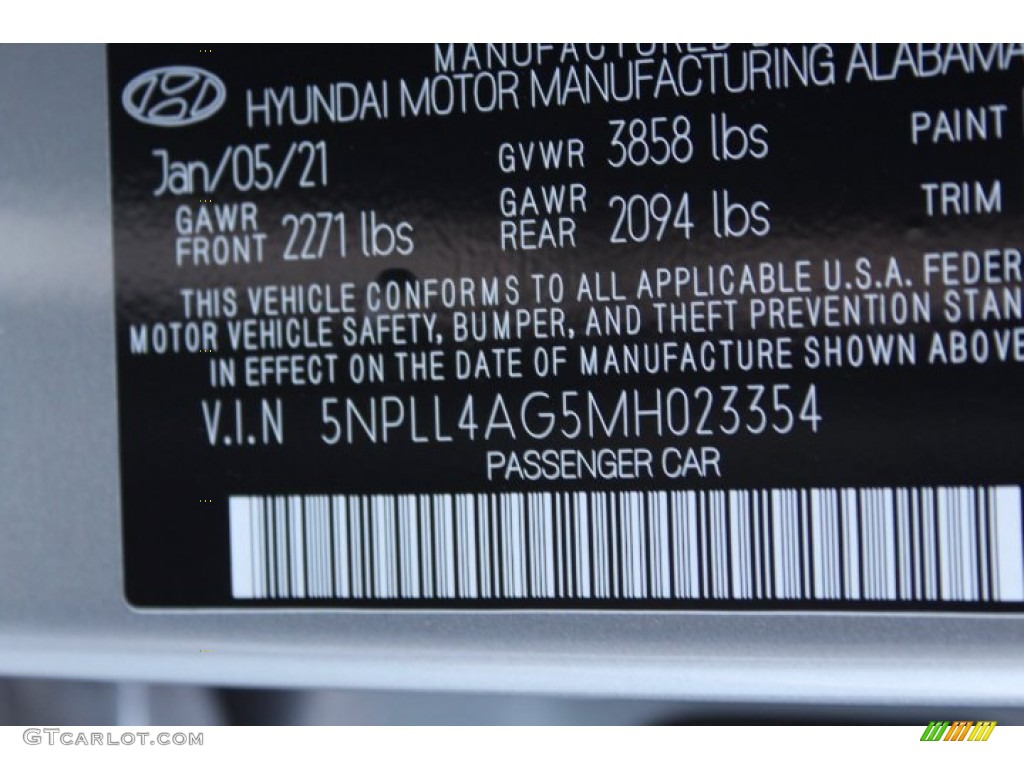 MANUFACTURED
HYUNDAI MOTOR MANUFACTURING ALABAMA
Jan/05/21
GVWR 3858 lbs
PAINT
GAWR FRONT 2271 lbs
GAWR REAR 2094 lbs
TRIM
THIS VEHICLE CONFORMS TO ALL APPLICABLE U.S.A. FEDER
MOTOR VEHICLE SAFETY, BUMPER, AND THEFT PREVENTION STAN
IN EFFECT ON THE DATE OF MANUFACTURE SHOWN ABOVE
V.I.N 5NPLL4AG5MH023354
PASSENGER CAR
GTCARLOT.COM